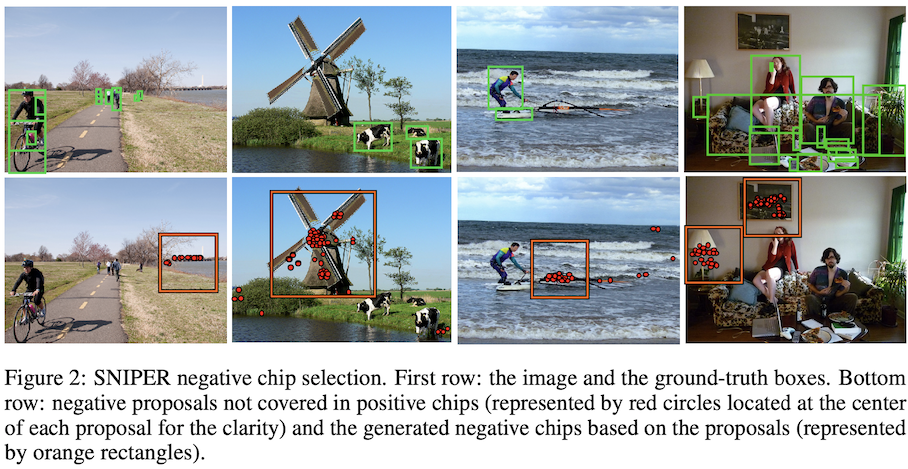 Figure 2: SNIPER negative chip selection. First row: the image and the ground-truth boxes. Bottom
row: negative proposals not covered in positive chips (represented by red circles located at the center
of each proposal for the clarity) and the generated negative chips based on the proposals (represented
by orange rectangles).